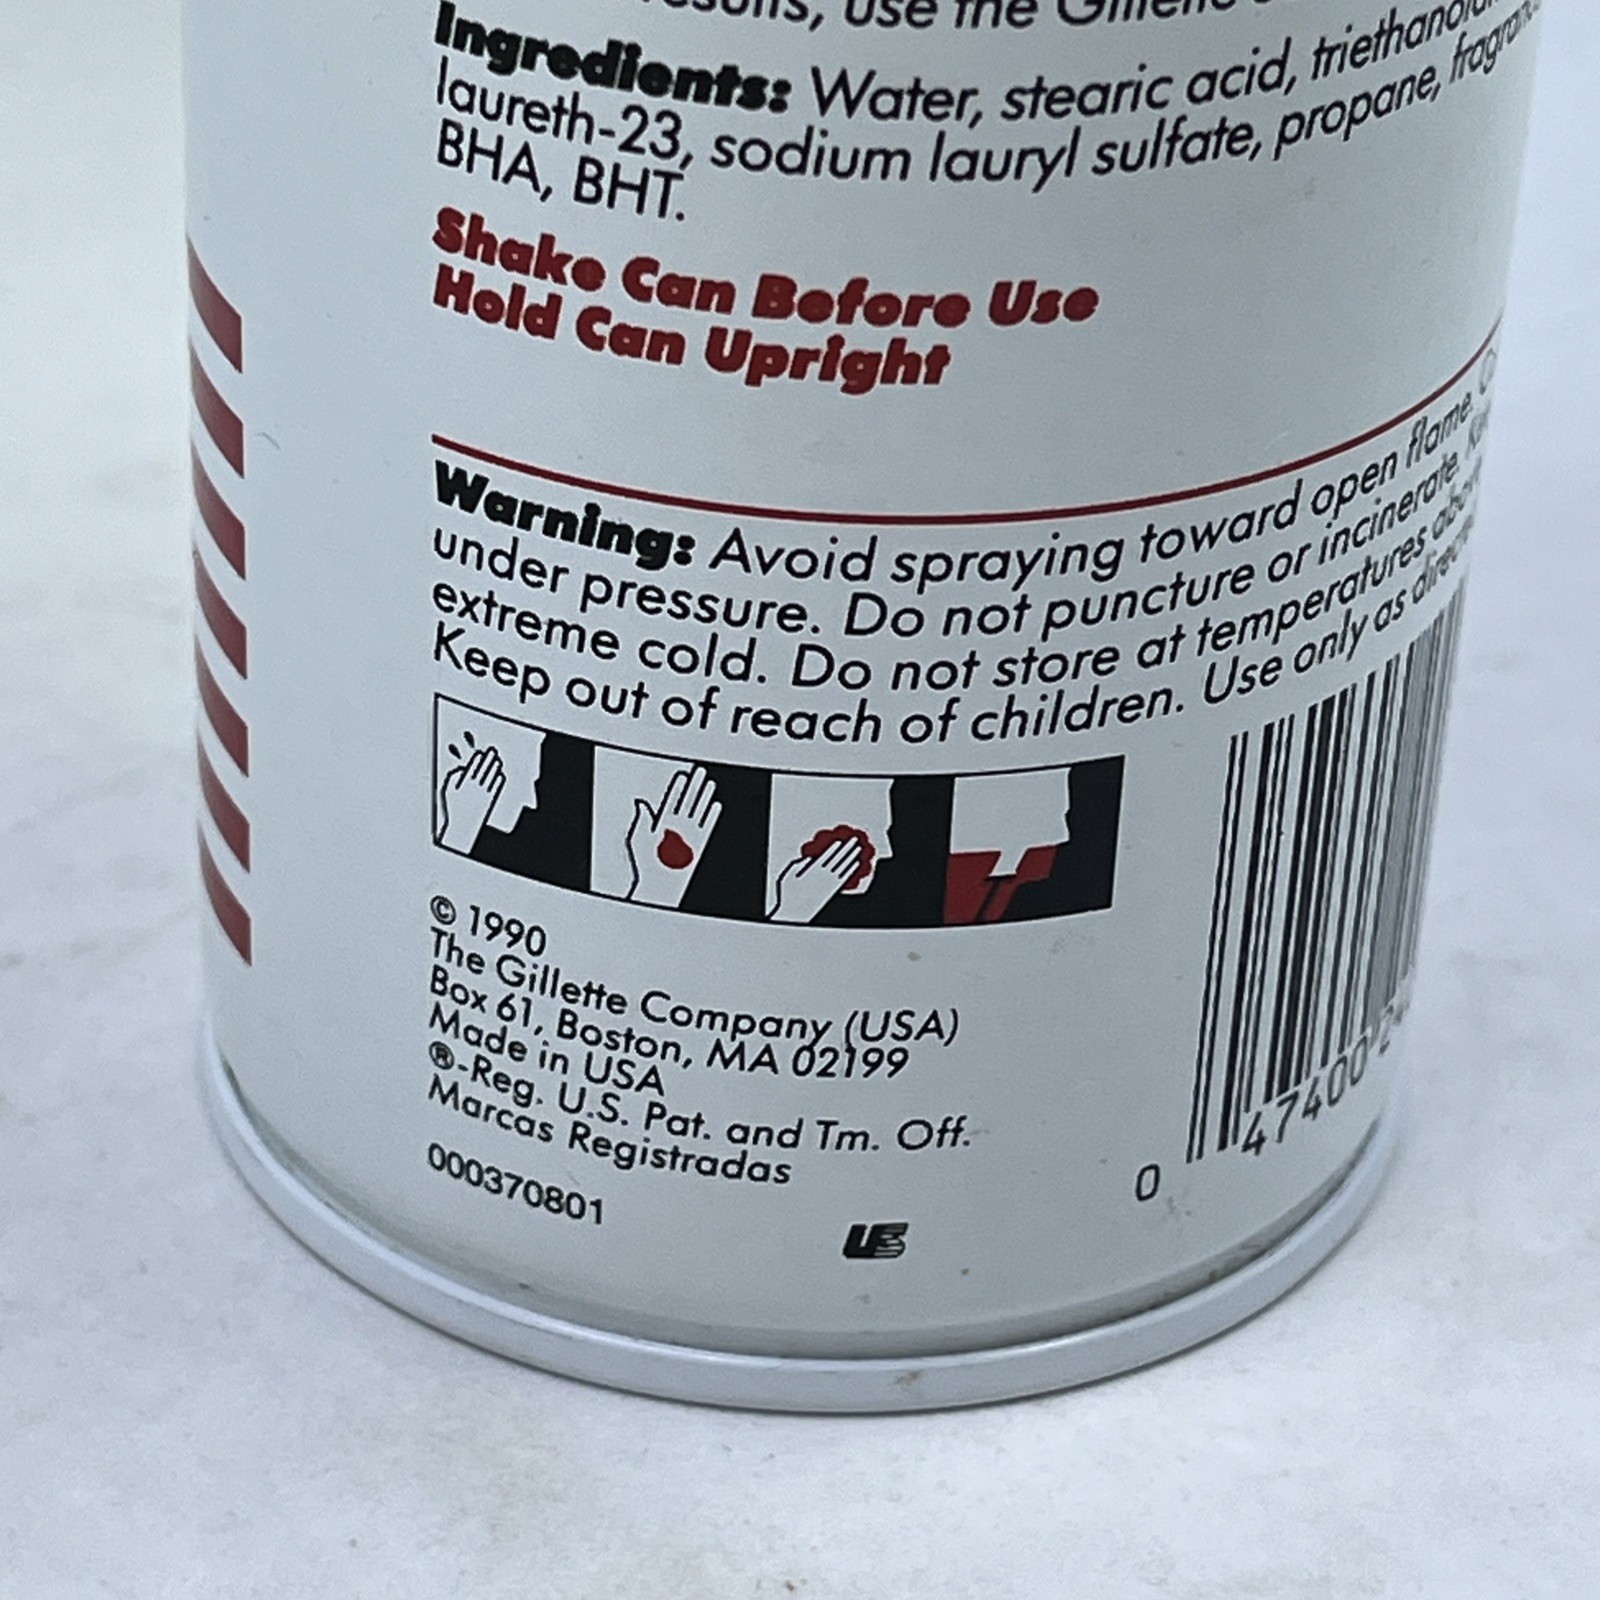 use the
Ingredients: Water, stearic acid,
laureth-23, sodium lauryl sulfate, propane,
BHA, BHT.
Shake Can Before Use
Hold Can Upright
Warning: Avoid spraying toward open flame.
under pressure. Do not puncture or incinerate.
extreme cold. Do not store at temperatures
Keep out of reach of children. Use only as
© 1990
The Gillette Company (USA)
Box 61, Boston, MA 02199
Made in USA
®-Reg. U.S. Pat. and Tm. Off.
Marcas Registradas
000370801
0 47400